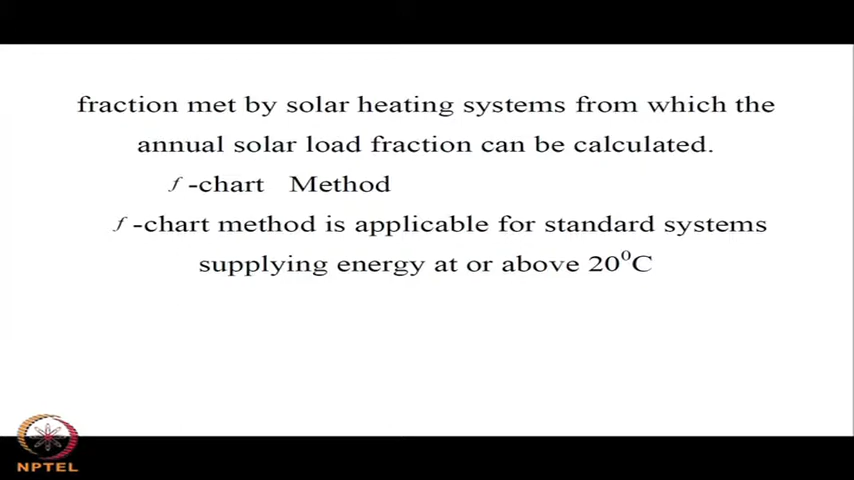 fraction met by solar heating systems from which the
annual solar load fraction can be calculated.
f -chart Method
f -chart method is applicable for standard systems
supplying energy at or above 20⁰C
NPTEL